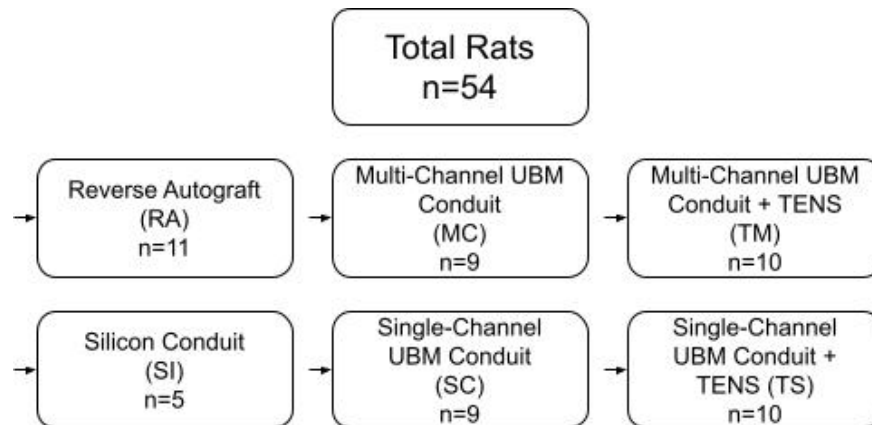 Total Rats
n=54
Reverse Autograft
(RA)
n=11
Multi-Channel UBM
Conduit
(MC)
n=9
Multi-Channel UBM
Conduit + TENS
(TM)
n=10
Silicon Conduit
(SI)
n=5
Single-Channel
UBM Conduit
(SC)
n=9
Single-Channel
UBM Conduit +
TENS (TS)
n=10